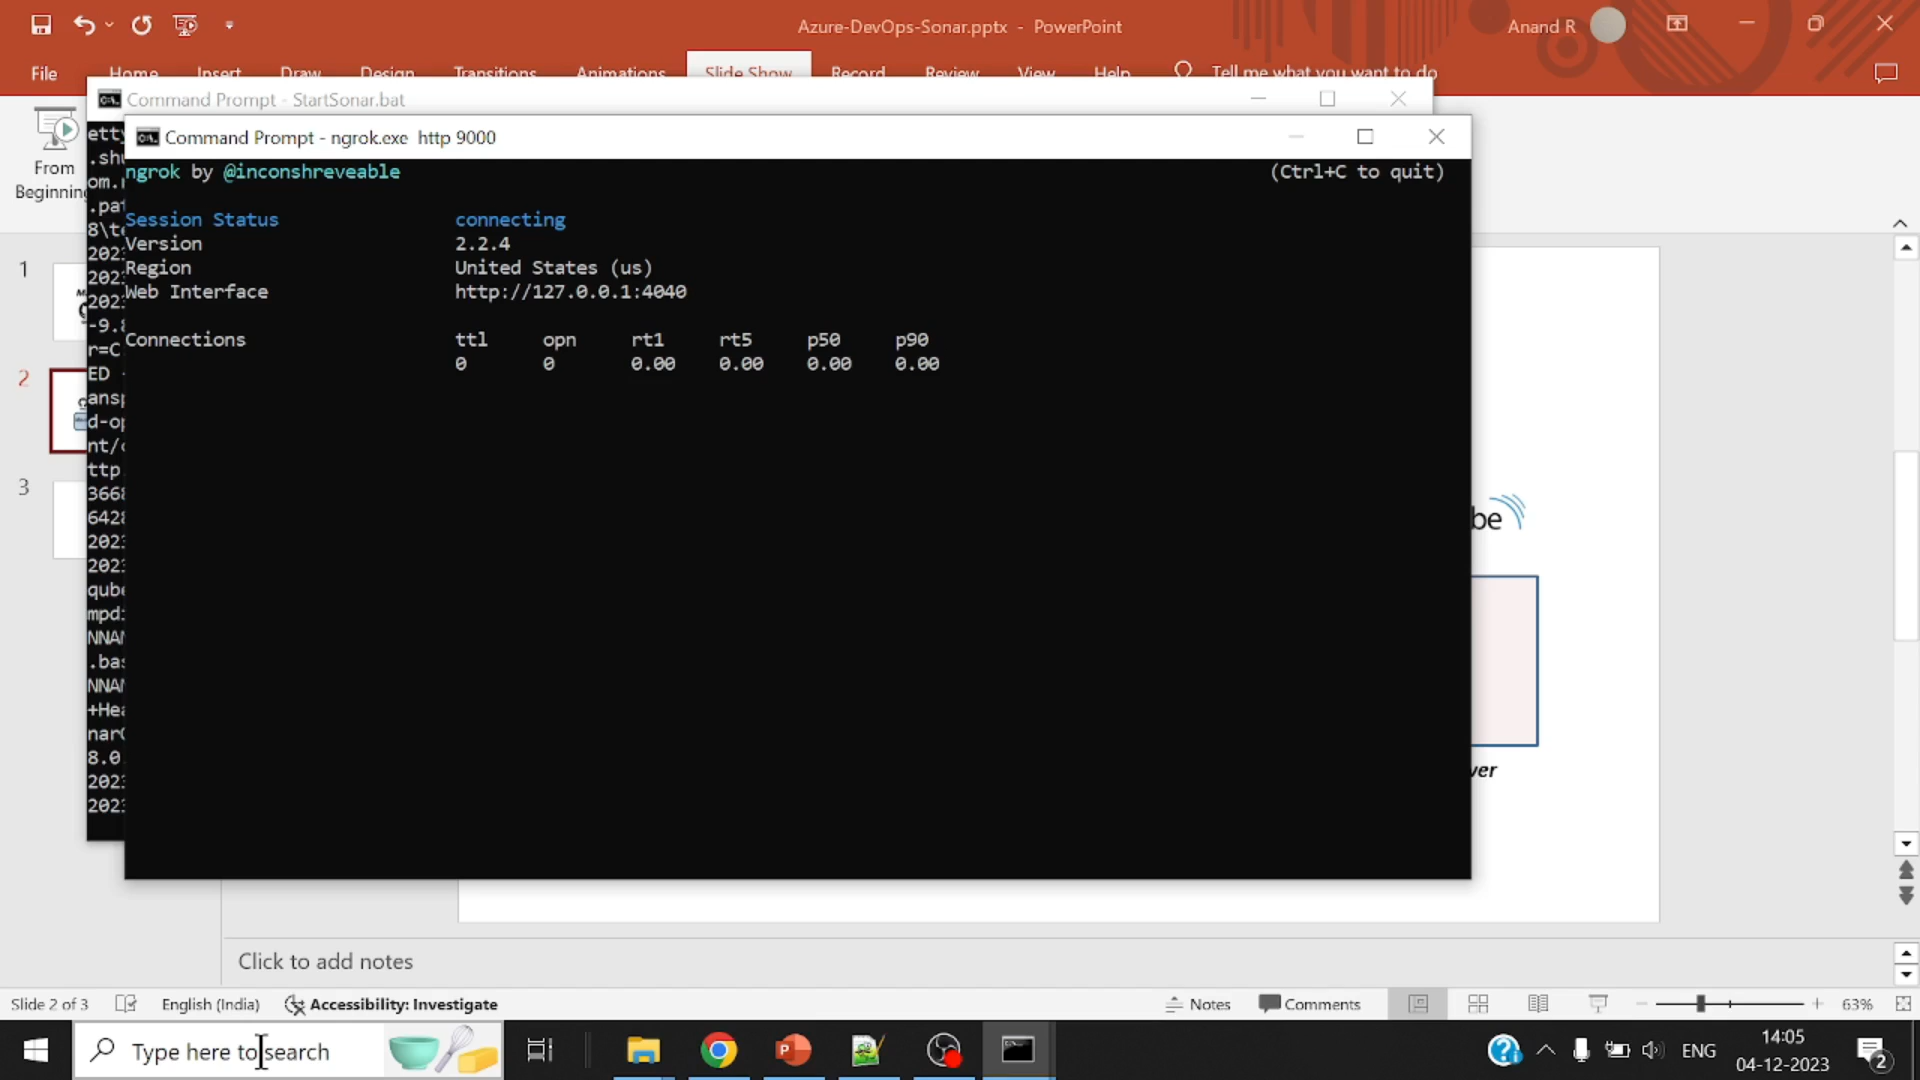 Azure-DevOps-Sonar.pptx - PowerPoint
Anand R
File Home Insert Draw Design Transitions Animations Slide Show Record Review View Help Tell me what you want to do
Command Prompt - StartSonar.bat
From
Beginning
Command Prompt - ngrok.exe http 9000
ngrok by @inconshreveable (Ctrl+C to quit)
Session Status connecting
Version 2.2.4
Region United States (us)
Web Interface http://127.0.0.1:4040
Connections ttl opn rt1 rt5 p50 p90
0 0 0.00 0.00 0.00 0.00
1
2
3
be
ver
Click to add notes
Slide 2 of 3 English (India) Accessibility: Investigate Notes Comments 63%
Type here to search
ENG
14:05
04-12-2023
2